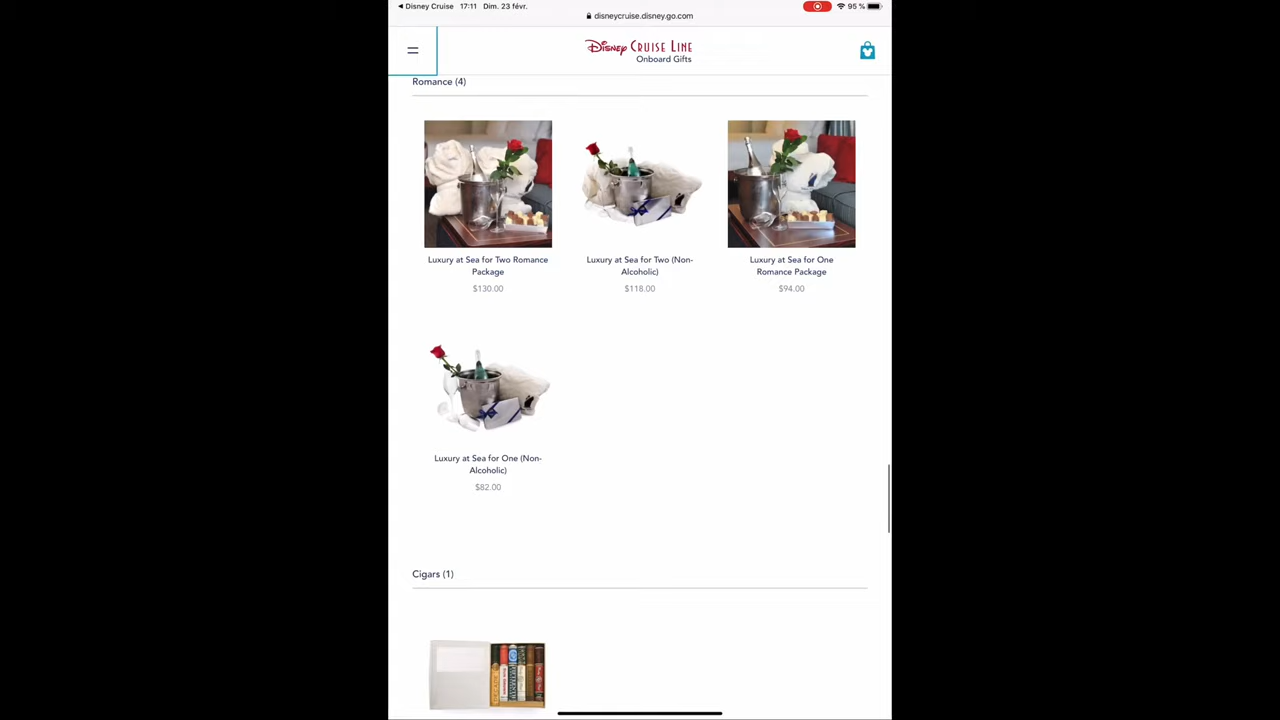 Disney Cruise 17:11 Dim. 23 févr. 95 %
disneycruise.disney.go.com
Disney CRUISE LINE
Onboard Gifts
Romance (4)
Luxury at Sea for Two Romance
Package
$130.00
Luxury at Sea for Two (Non-
Alcoholic)
$118.00
Luxury at Sea for One
Romance Package
$94.00
Luxury at Sea for One (Non-
Alcoholic)
$82.00
Cigars (1)